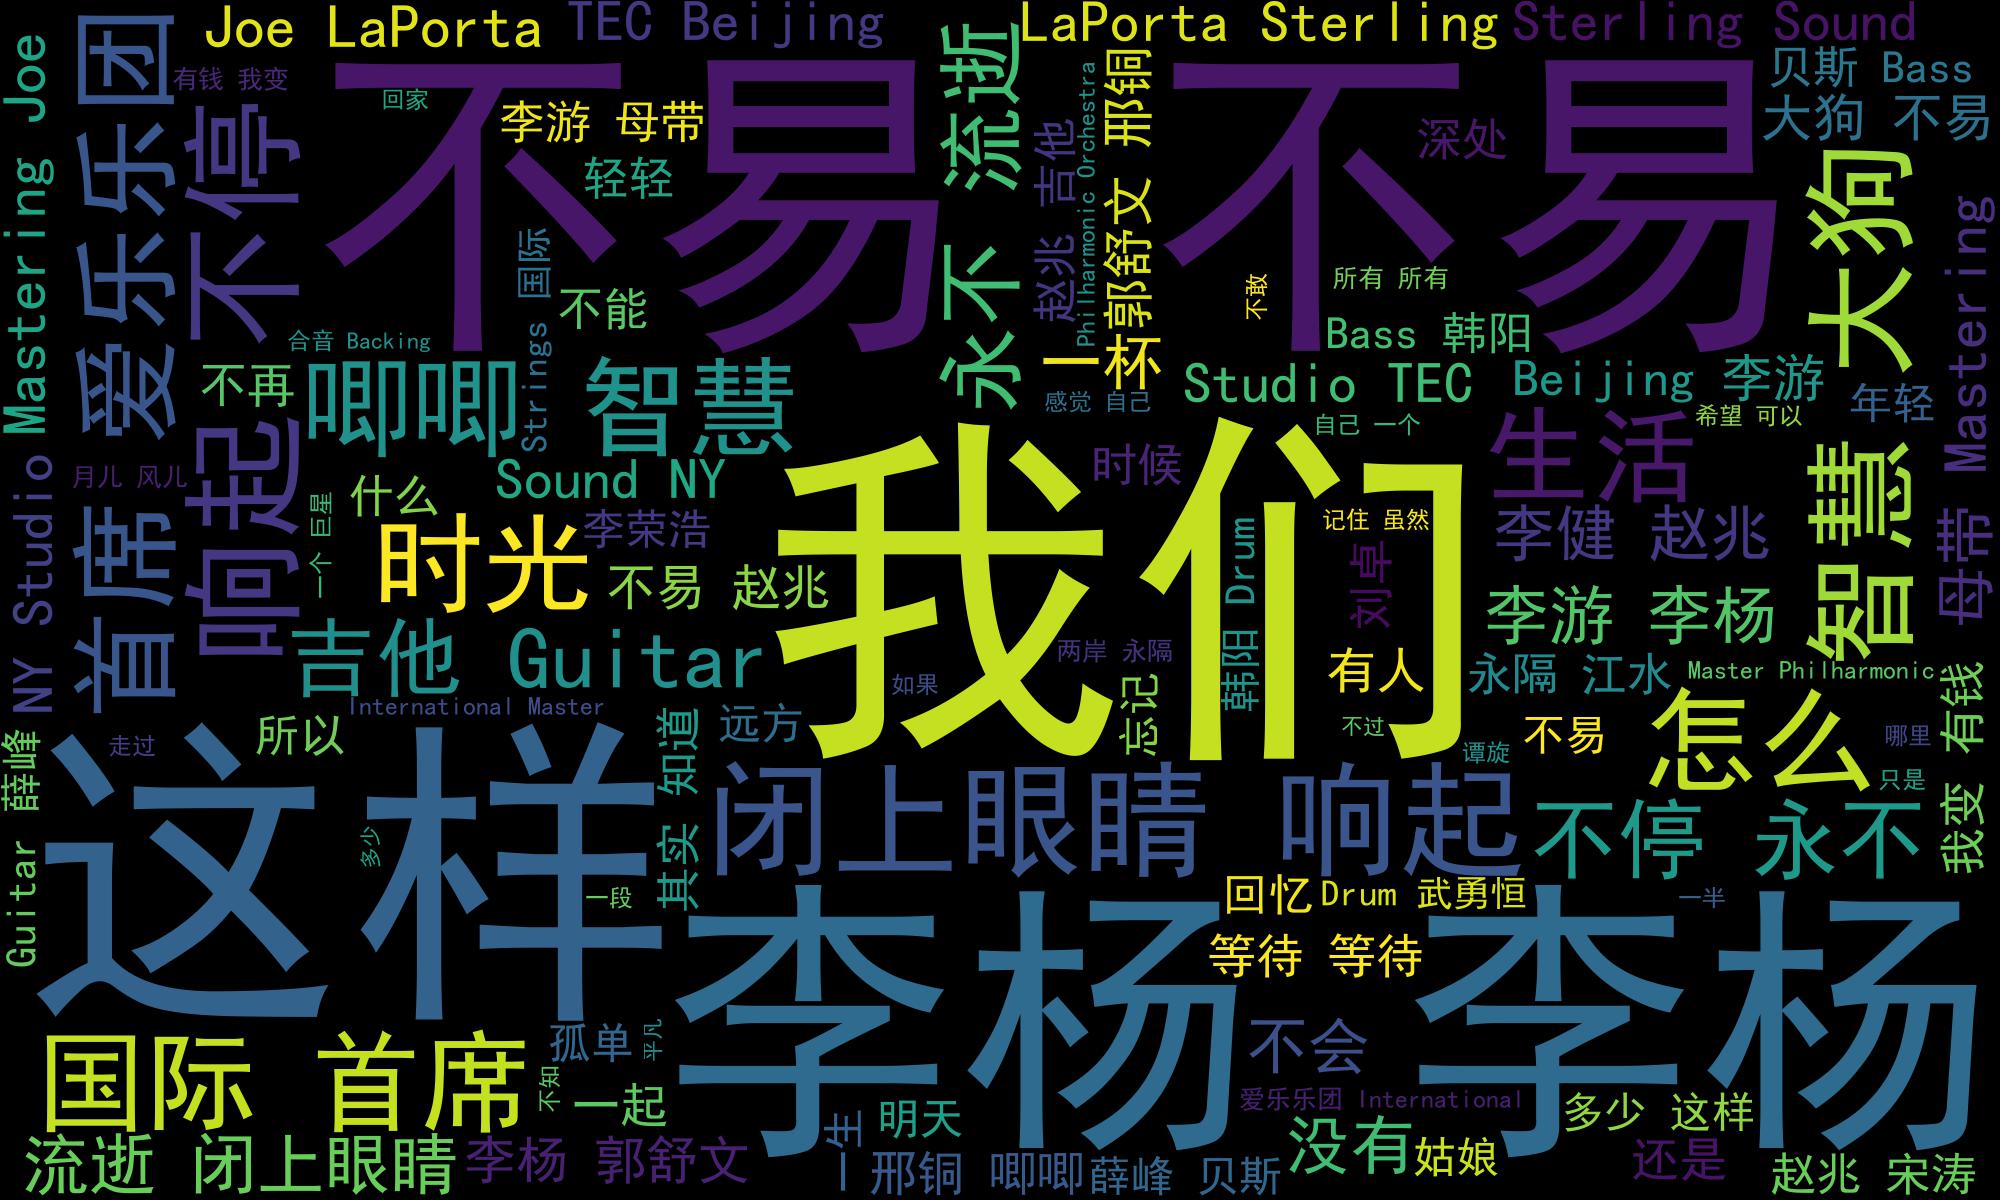 Joe LaPorta
TEC Beijing
LaPorta Sterling
Sterling Sound
Mastering Joe
爱乐乐团
首席
有钱 我变
不停
响起
不易 不易
回家
李游 母带
轻轻
永不 流逝
赵兆 吉他
Philharmonic Orchestra
郭舒文 邢铜
深处
贝斯 Bass
大狗 不易
智慧 大狗
母带 Mastering
Strings 国际
不能
不敢
所有 所有
合音 Backing
一杯
Bass 韩阳
不再
唧唧 智慧
感觉 自己
Studio TEC
Beijing 李游
年轻
自己 一个
希望 可以
生活
NY Studio
月儿 风儿
一个 巨星
什么
Sound NY
时候
我们
时光
李荣浩
记住 虽然
李健 赵兆
韩阳 Drum
刘卓
不易 赵兆
李游 李杨
吉他 Guitar
两岸 永隔
有人
永隔 江水
Master Philharmonic
如果
忘记
International Master
所以
走过
其实 知道
远方
不过
谭旋
不易
怎么
哪里
只是
我变 有钱
Guitar 薛峰
这样
多少
一段
闭上眼睛 响起
不停 永不
李杨 李杨
回忆
Drum 武勇恒
一半
等待 等待
国际 首席
孤单
平凡
不知
一起
不会
爱乐乐团 International
多少 这样
一生
明天
没有
姑娘
还是
流逝 闭上眼睛
李杨 郭舒文
邢铜 唧唧
薛峰 贝斯
赵兆 宋涛